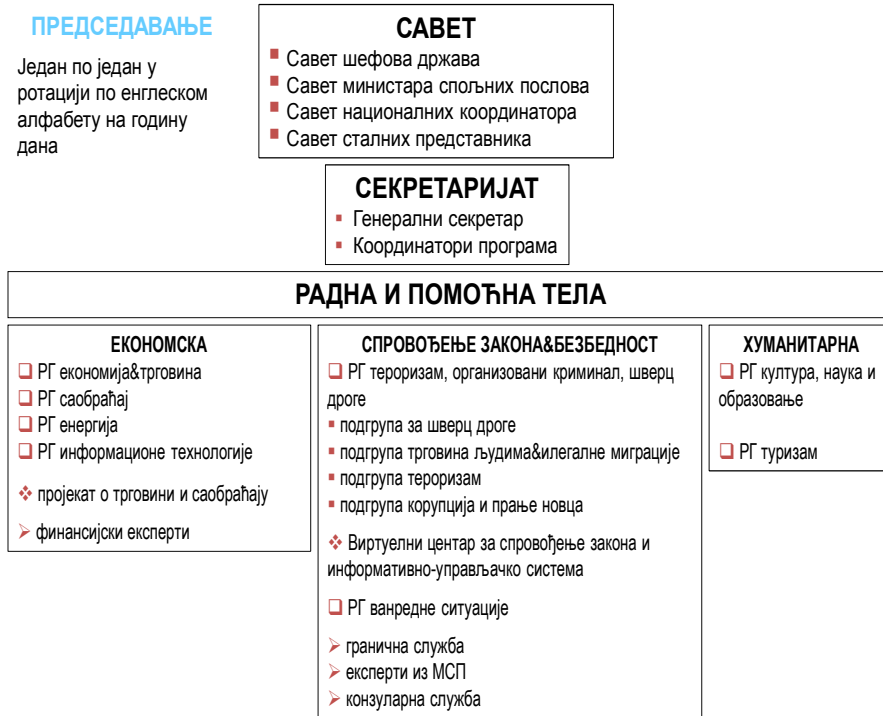 ПРЕДСЕДАВАЊЕ
Један по један у
ротацији по енглеском
алфабету на годину
дана
САВЕТ
Савет шефова држава
Савет министара спољних послова
Савет националних координатора
Савет сталних представника
СЕКРЕТАРИЈАТ
Генерални секретар
Координатори програма
РАДНА И ПОМОЋНА ТЕЛА
ЕКОНОМСКА
РГ економија&трговина
РГ саобраћај
РГ енергија
РГ информационе технологије
пројекат о трговини и саобраћају
финансијски експерти
СПРОВОЂЕЊЕ ЗАКОНА&БЕЗБЕДНОСТ
РГ тероризам, организовани криминал, шверц
дроге
подгрупа за шверц дроге
подгрупа трговина људима&илегалне миграције
подгрупа тероризам
подгрупа корупција и прање новца
Виртуелни центар за спровођење закона и
информативно-управљачко система
РГ ванредне ситуације
гранична служба
експерти из МСП
конзуларна служба
ХУМАНИТАРНА
РГ култура, наука и
образовање
РГ туризам